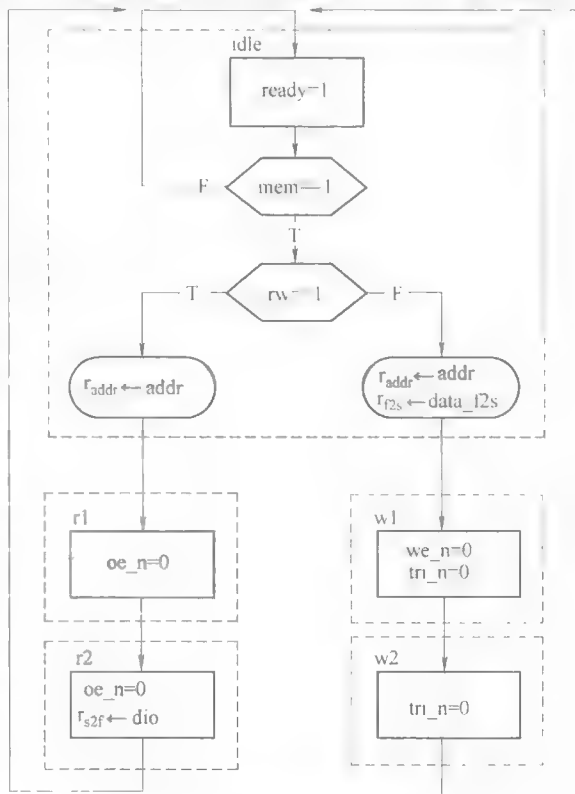 idle
ready=1
mem==1
F
T
rw==1
T
F
r_addr ← addr
r_addr ← addr
r_f2s ← data_f2s
r1
oe_n=0
w1
we_n=0
tri_n=0
r2
oe_n=0
r_s2f ← dio
w2
tri_n=0